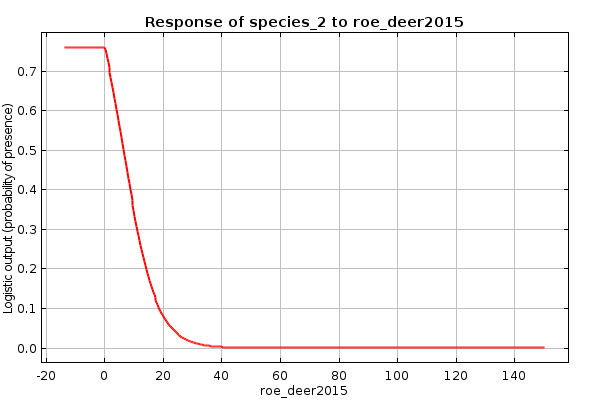 Response of species_2 to roe_deer2015
Logistic output (probability of presence)
0.7
0.6
0.5
0.4
0.3
0.2
0.1
0.0
-20 0 20 40 60 80 100 120 140
roe_deer2015